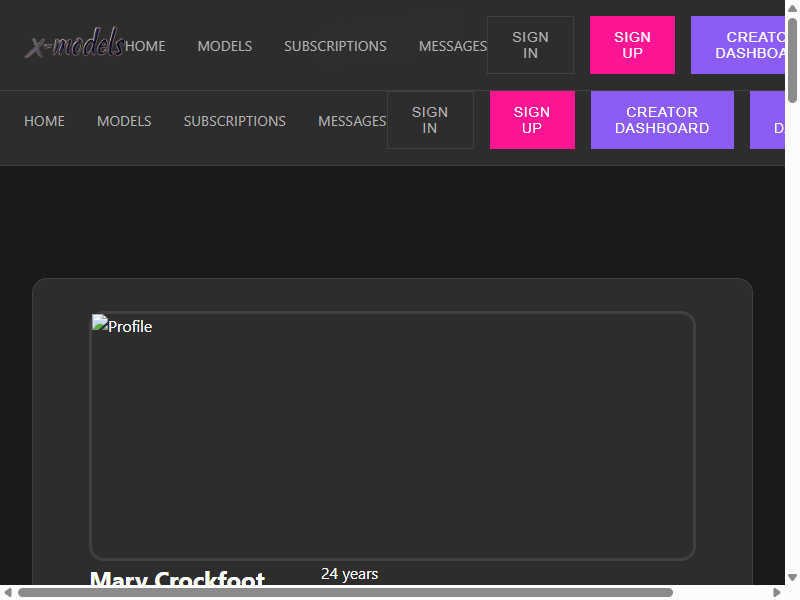 x-models HOME MODELS SUBSCRIPTIONS MESSAGES SIGN IN SIGN UP CREATO DASHBOA
HOME MODELS SUBSCRIPTIONS MESSAGES SIGN IN SIGN UP CREATOR DASHBOARD D
Profile
Mary Crockfoot 24 years